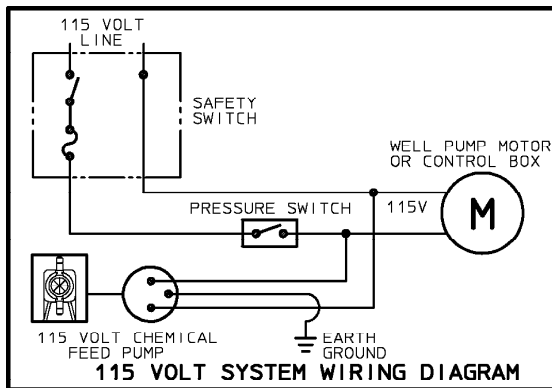 115 VOLT
LINE
SAFETY
SWITCH
WELL PUMP MOTOR
OR CONTROL BOX
PRESSURE SWITCH
115V
M
115 VOLT CHEMICAL
FEED PUMP
EARTH
GROUND
115 VOLT SYSTEM WIRING DIAGRAM